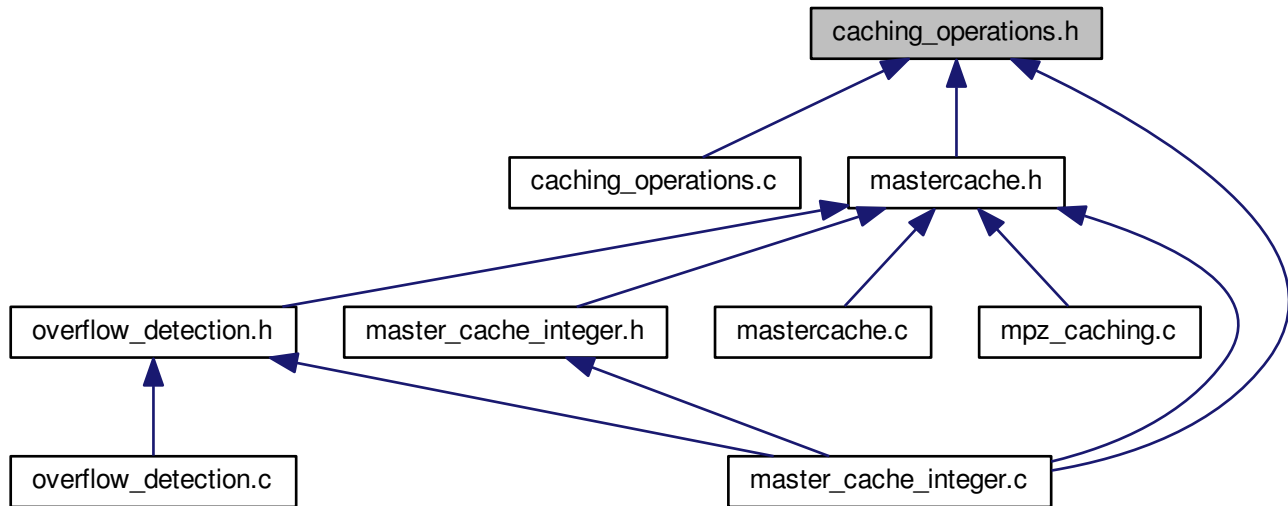 caching_operations.h
caching_operations.c
mastercache.h
overflow_detection.h
master_cache_integer.h
mastercache.c
mpz_caching.c
overflow_detection.c
master_cache_integer.c